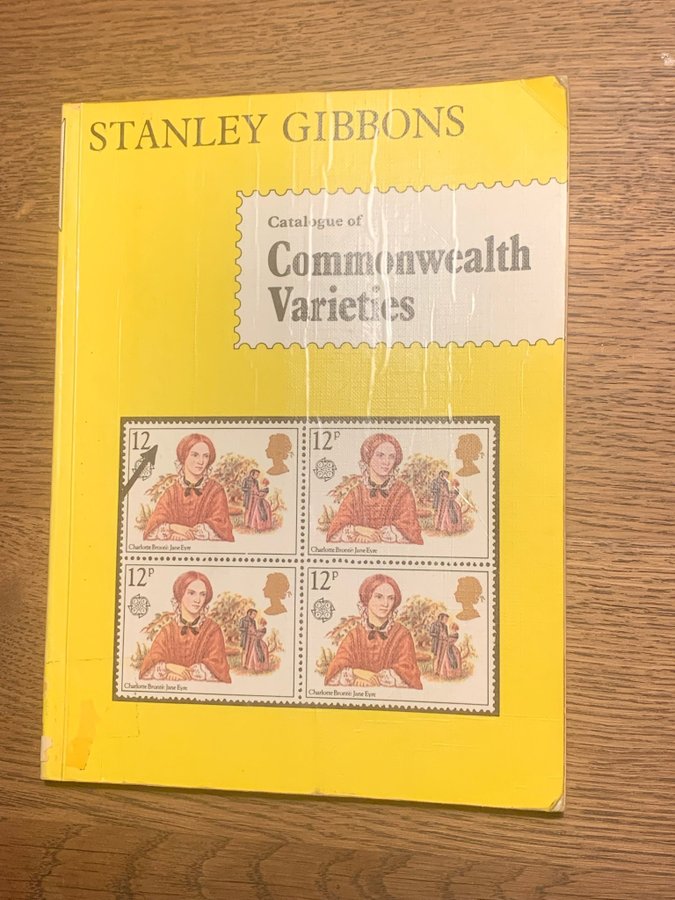 STANLEY GIBBONS
Catalogue of
Commonwealth
Varieties
12
Charlotte Brontë: Jane Eyre
12P
Charlotte Brontë: Jane Eyre
12P
Charlotte Brontë: Jane Eyre
12P
Charlotte Brontë: Jane Eyre